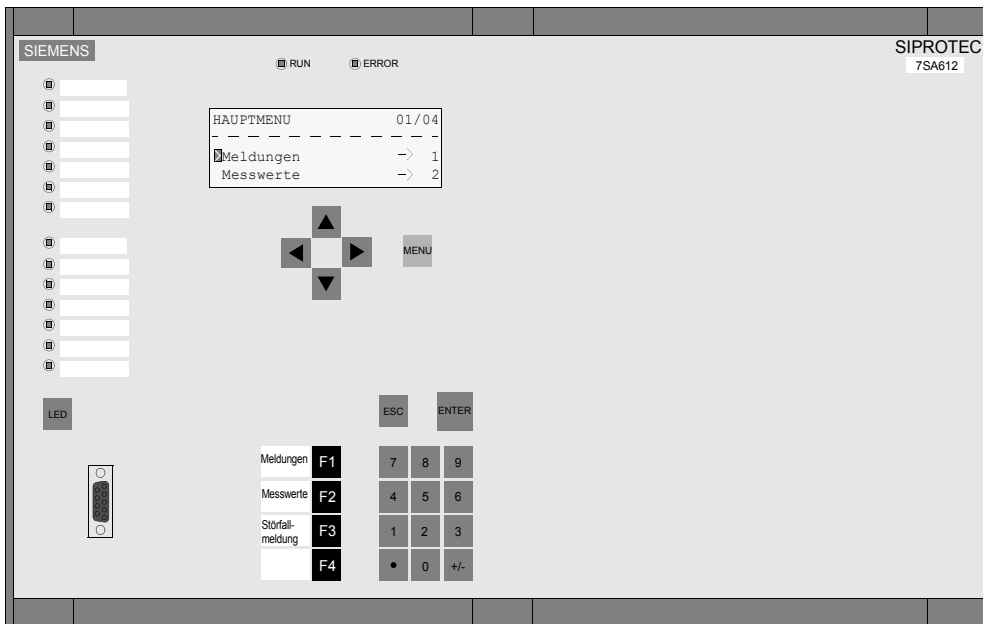 SIEMENS
SIPROTEC
7SA612
RUN
ERROR
HAUPTMENU 01/04
Meldungen 1
Messwerte 2
MENU
LED
ESC
ENTER
Meldungen F1 7 8 9
Messwerte F2 4 5 6
Störfall-
meldung F3 1 2 3
F4 • 0 +/-